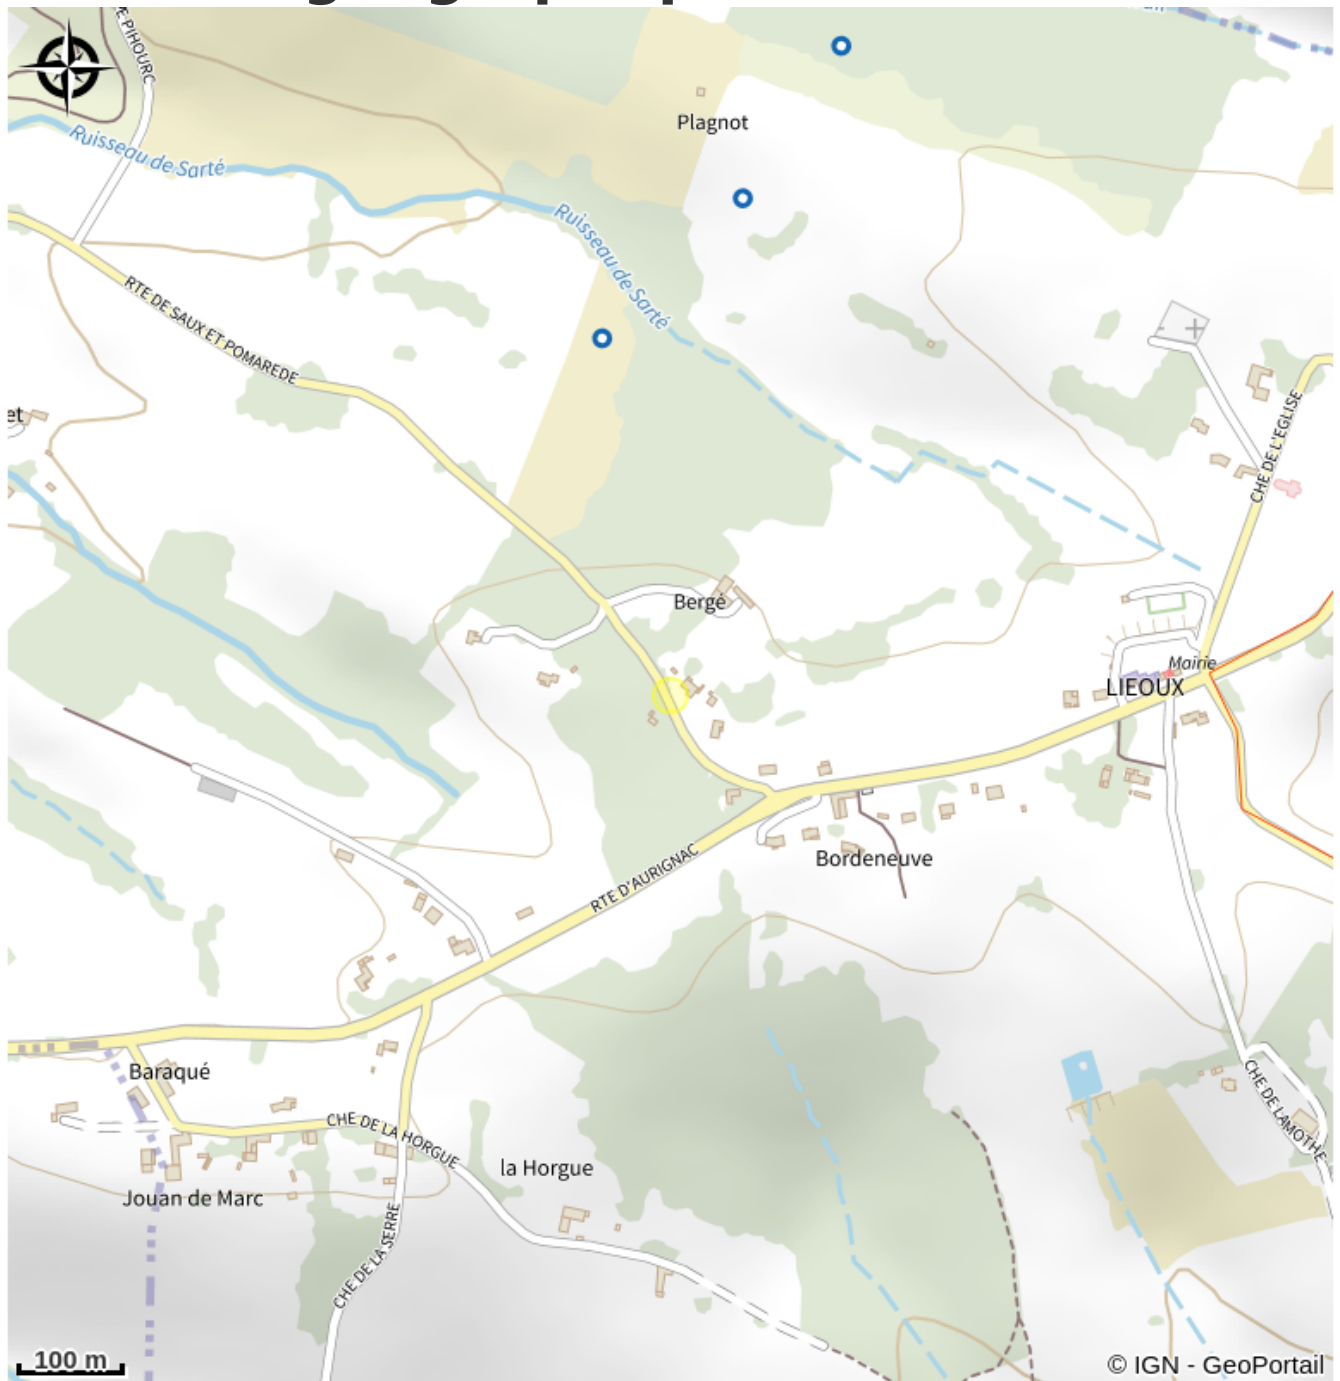 E PIHOURC
Plagnot
Ruisseau de Sarté
Ruisseau de Sarté
RTE DE SAUX ET POMAREDE
et
CHE DE L'EGLISE
Bergé
Mairie
LIEOUX
Bordeneuve
RTE D'AURIGNAC
Baraqué
CHE DE LA HORGUE
la Horgue
Jouan de Marc
CHE DE LA SERRE
CHE DE LAMOTHE
100 m
© IGN - GeoPortail